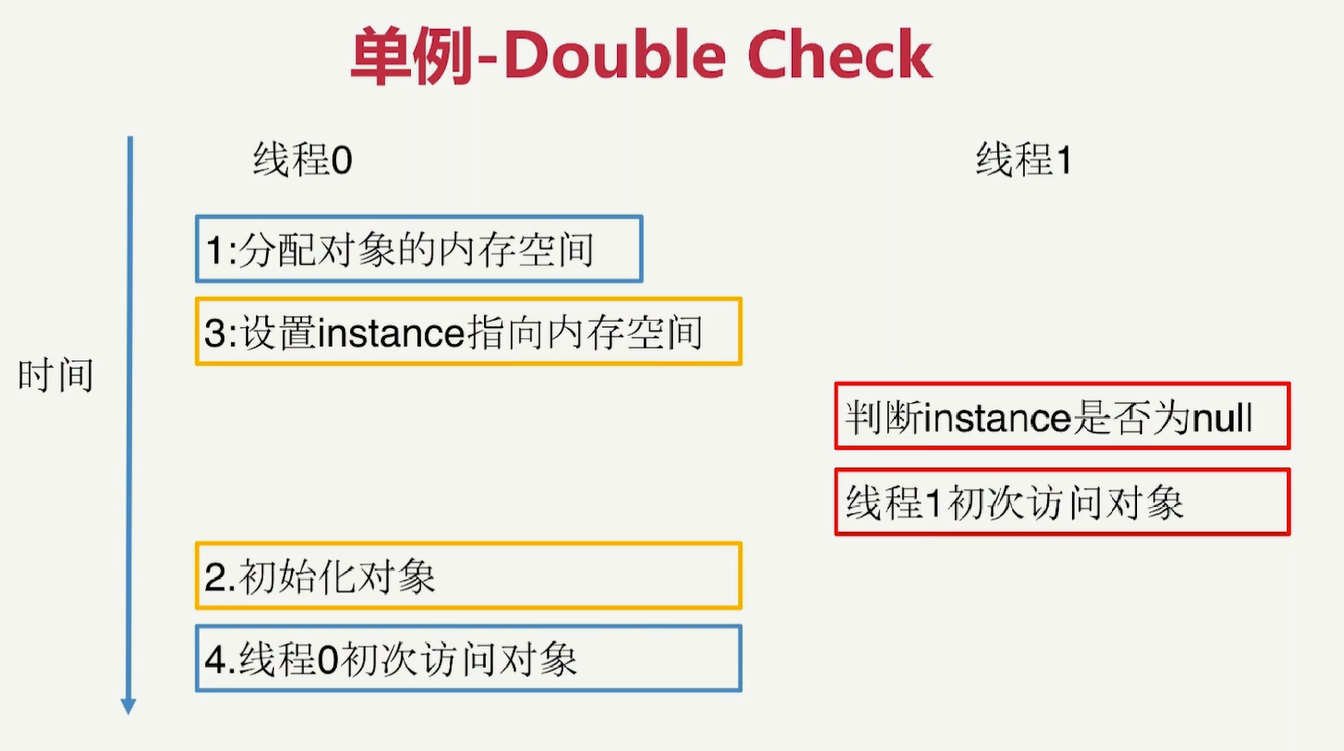 单例-Double Check
线程0
线程1
1:分配对象的内存空间
3:设置instance指向内存空间
时间
判断instance是否为null
线程1初次访问对象
2.初始化对象
4.线程0初次访问对象